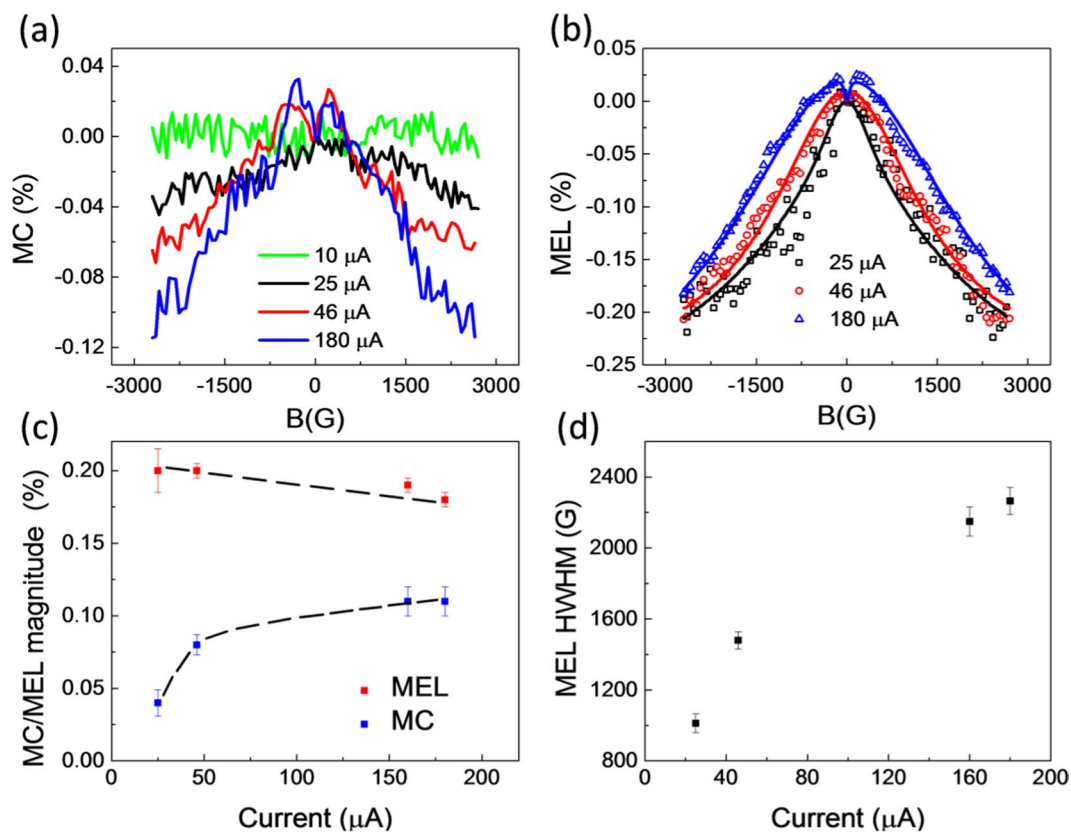 (a)
MC (%)
0.04
0.00
-0.04
-0.08
-0.12
10 μA
25 μA
46 μA
180 μA
-3000 -1500 0 1500 3000
B(G)
(b)
MEL (%)
0.05
0.00
-0.05
-0.10
-0.15
-0.20
-0.25
25 μA
46 μA
180 μA
-3000 -1500 0 1500 3000
B(G)
(c)
MC/MEL magnitude (%)
0.20
0.15
0.10
0.05
0.00
MEL
MC
0 50 100 150 200
Current (μA)
(d)
MEL HWHM (G)
2400
2000
1600
1200
800
0 40 80 120 160 200
Current (μA)